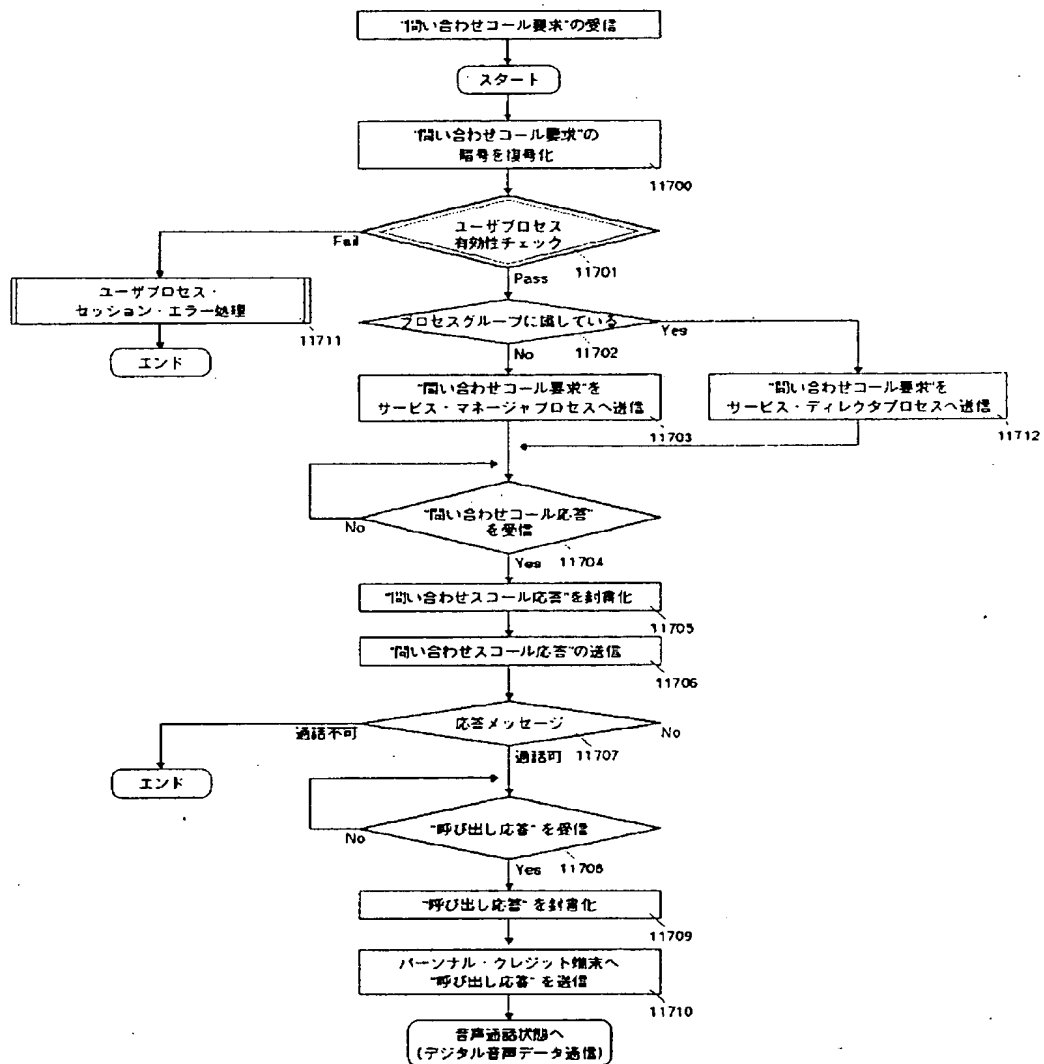 "問い合わせコール要求"の受信
スタート
"問い合わせコール要求"の
暗号を復号化
11700
ユーザプロセス
有効性チェック
11701
Fail
Pass
ユーザプロセス・
セッション・エラー処理
11711
エンド
プロセスグループに属している
11702
Yes
No
"問い合わせコール要求"を
サービス・マネージャプロセスへ送信
11703
"問い合わせコール要求"を
サービス・ディレクタプロセスへ送信
11712
"問い合わせコール応答"
を受信
No
11704
Yes
"問い合わせスコール応答"を封書化
11705
"問い合わせスコール応答"の送信
11706
応答メッセージ
通話不可
No
11707
通話可
エンド
"呼び出し応答" を受信
No
11708
Yes
"呼び出し応答" を封書化
11709
パーソナル・クレジット端末へ
"呼び出し応答" を送信
11710
音声通話状態へ
(デジタル音声データ通信)